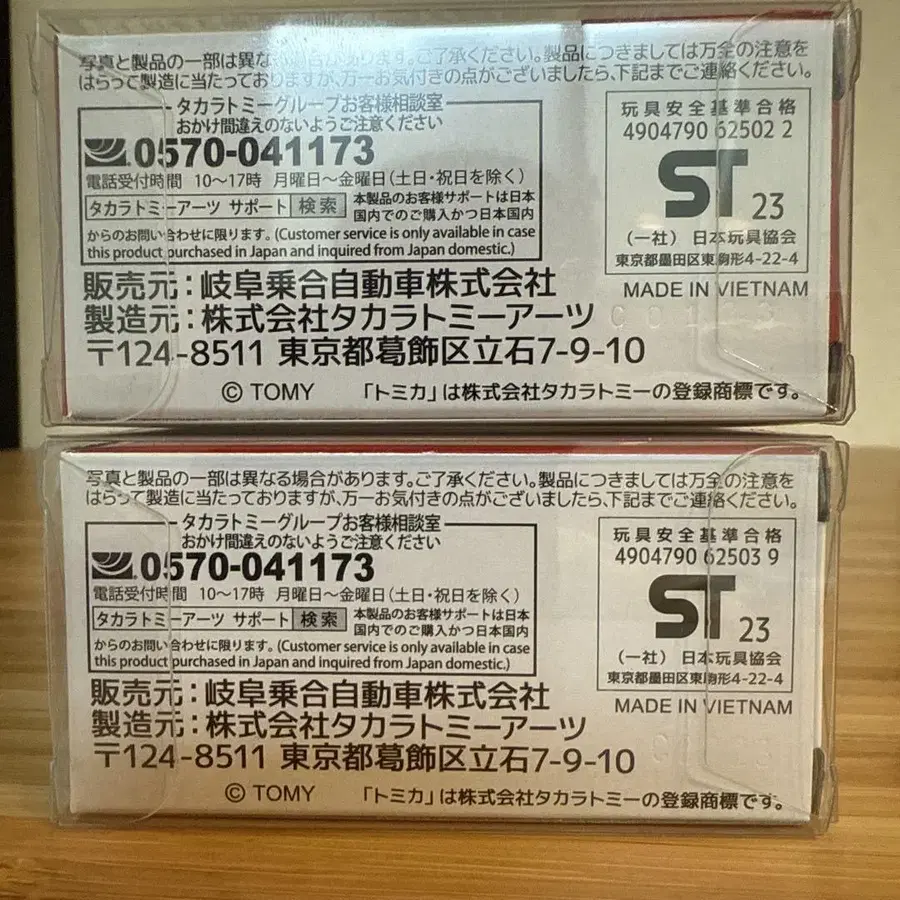 写真と製品の一部は異なる場合があります。ご了承ください。製品につきましては万全の注意を
はらって製造に当たっておりますが、万一お気付きの点がございましたら、下記までご連絡ください。
タカラトミーグループお客様相談室
おかけ間違えのないようご注意ください
0570-041173
電話受付時間 10〜17時 月曜日〜金曜日(土日・祝日を除く)
タカラトミーアーツ サポート 検索 本製品のお客様サポートは日本
国内でのご購入かつ日本国内
からのお問い合わせに限ります。(Customer service is only available in case
this product purchased in Japan and inquired from Japan domestic.)
玩具安全基準合格
4904790 62502 2
ST 23
(一社) 日本玩具協会
東京都墨田区東駒形4-22-4
MADE IN VIETNAM
販売元:岐阜乗合自動車株式会社
製造元:株式会社タカラトミーアーツ
〒124-8511 東京都葛飾区立石7-9-10
© TOMY 「トミカ」は株式会社タカラトミーの登録商標です。
写真と製品の一部は異なる場合があります。ご了承ください。製品につきましては万全の注意を
はらって製造に当たっておりますが、万一お気付きの点がございましたら、下記までご連絡ください。
タカラトミーグループお客様相談室
おかけ間違えのないようご注意ください
0570-041173
電話受付時間 10〜17時 月曜日〜金曜日(土日・祝日を除く)
タカラトミーアーツ サポート 検索 本製品のお客様サポートは日本
国内でのご購入かつ日本国内
からのお問い合わせに限ります。(Customer service is only available in case
this product purchased in Japan and inquired from Japan domestic.)
玩具安全基準合格
4904790 62503 9
ST 23
(一社) 日本玩具協会
東京都墨田区東駒形4-22-4
MADE IN VIETNAM
販売元:岐阜乗合自動車株式会社
製造元:株式会社タカラトミーアーツ
〒124-8511 東京都葛飾区立石7-9-10
© TOMY 「トミカ」は株式会社タカラトミーの登録商標です。